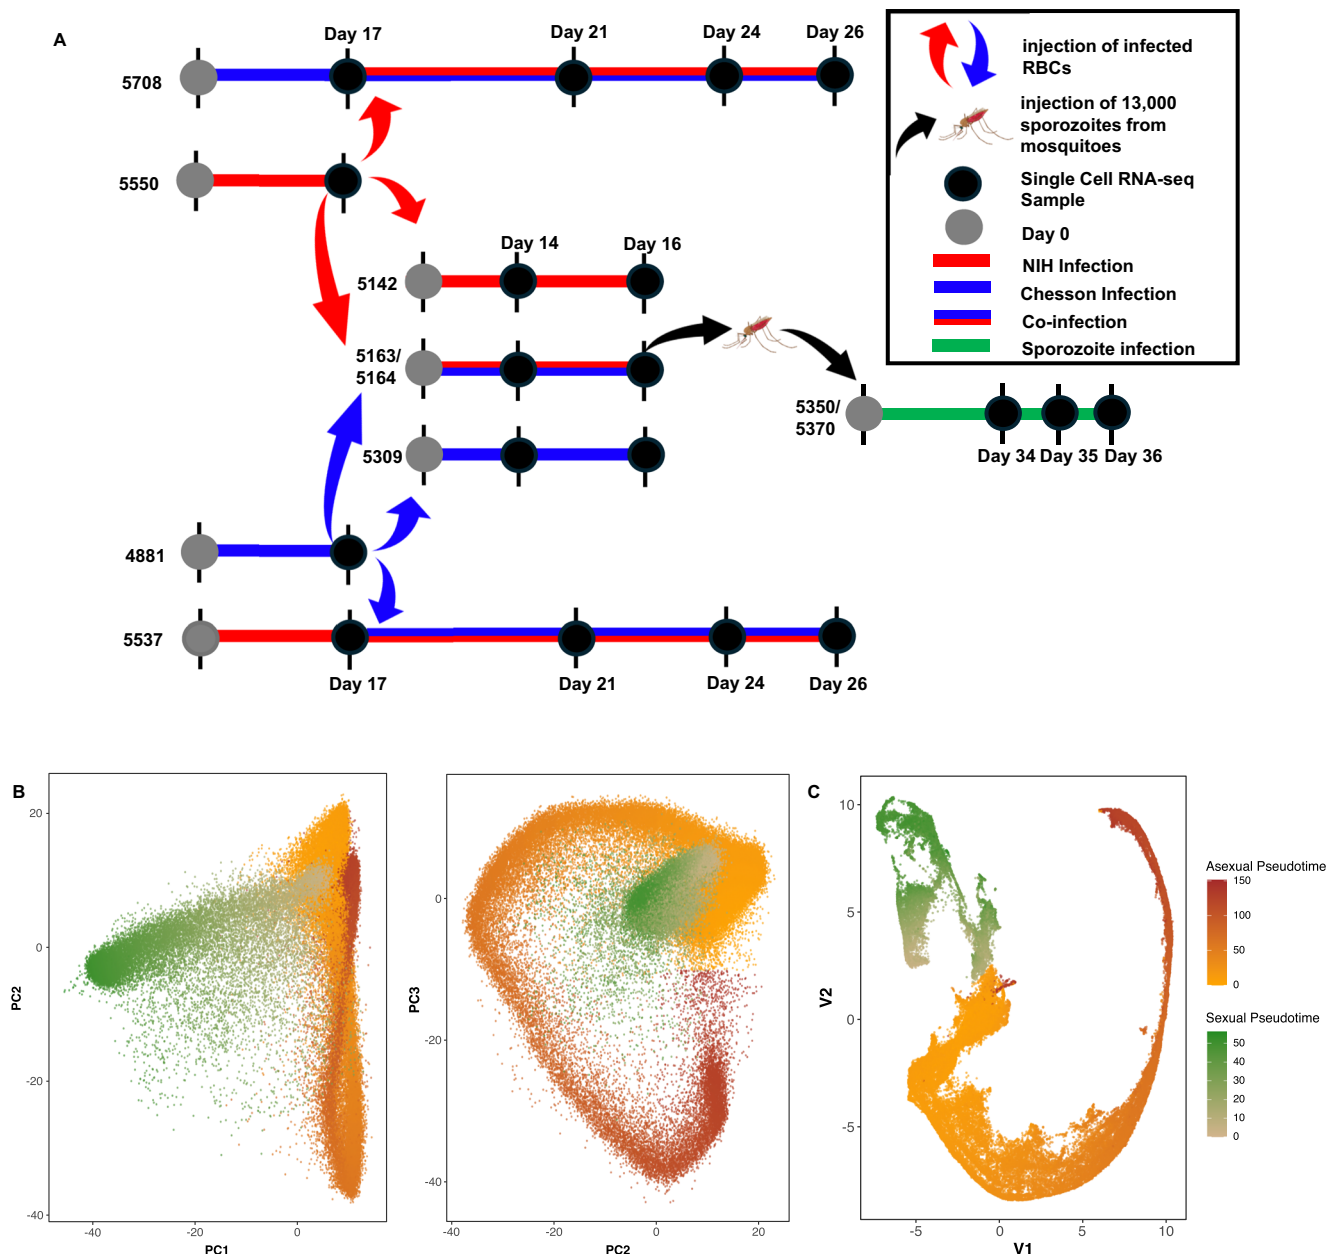 A
Day 17
Day 21
Day 24
Day 26
5708
5550
injection of infected
RBCs
injection of 13,000
sporozoites from
mosquitoes
Single Cell RNA-seq
Sample
Day 0
NIH Infection
Chesson Infection
Co-infection
Sporozoite infection
Day 14
Day 16
5142
5163/
5164
5309
5350/
5370
Day 34
Day 35
Day 36
4881
5537
Day 17
Day 21
Day 24
Day 26
B
20
0
-20
-40
PC2
-40
-20
0
PC1
0
-20
-40
PC3
-40
-20
0
20
PC2
C
10
5
0
-5
V2
-5
0
5
10
V1
Asexual Pseudotime
150
100
50
0
Sexual Pseudotime
50
40
30
20
10
0